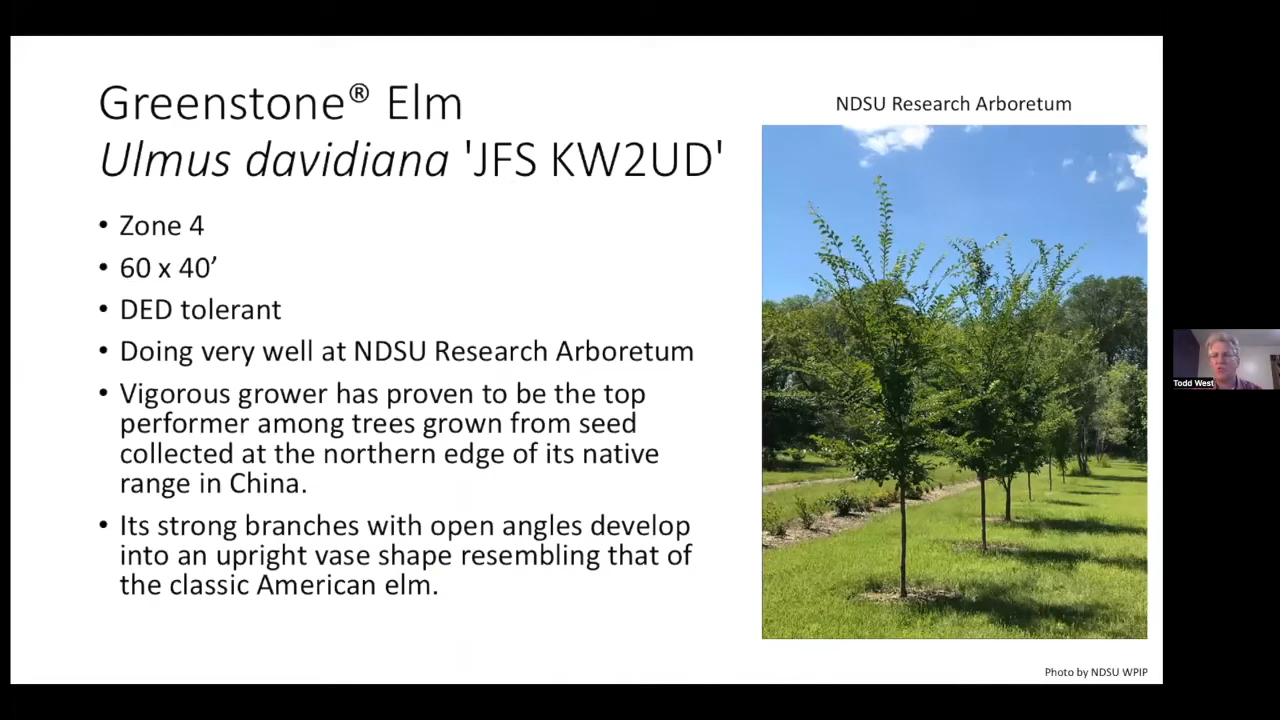 Greenstone® Elm
Ulmus davidiana 'JFS KW2UD'
• Zone 4
• 60 x 40’
• DED tolerant
• Doing very well at NDSU Research Arboretum
• Vigorous grower has proven to be the top
performer among trees grown from seed
collected at the northern edge of its native
range in China.
• Its strong branches with open angles develop
into an upright vase shape resembling that of
the classic American elm.
NDSU Research Arboretum
Photo by NDSU WPIP
Todd West